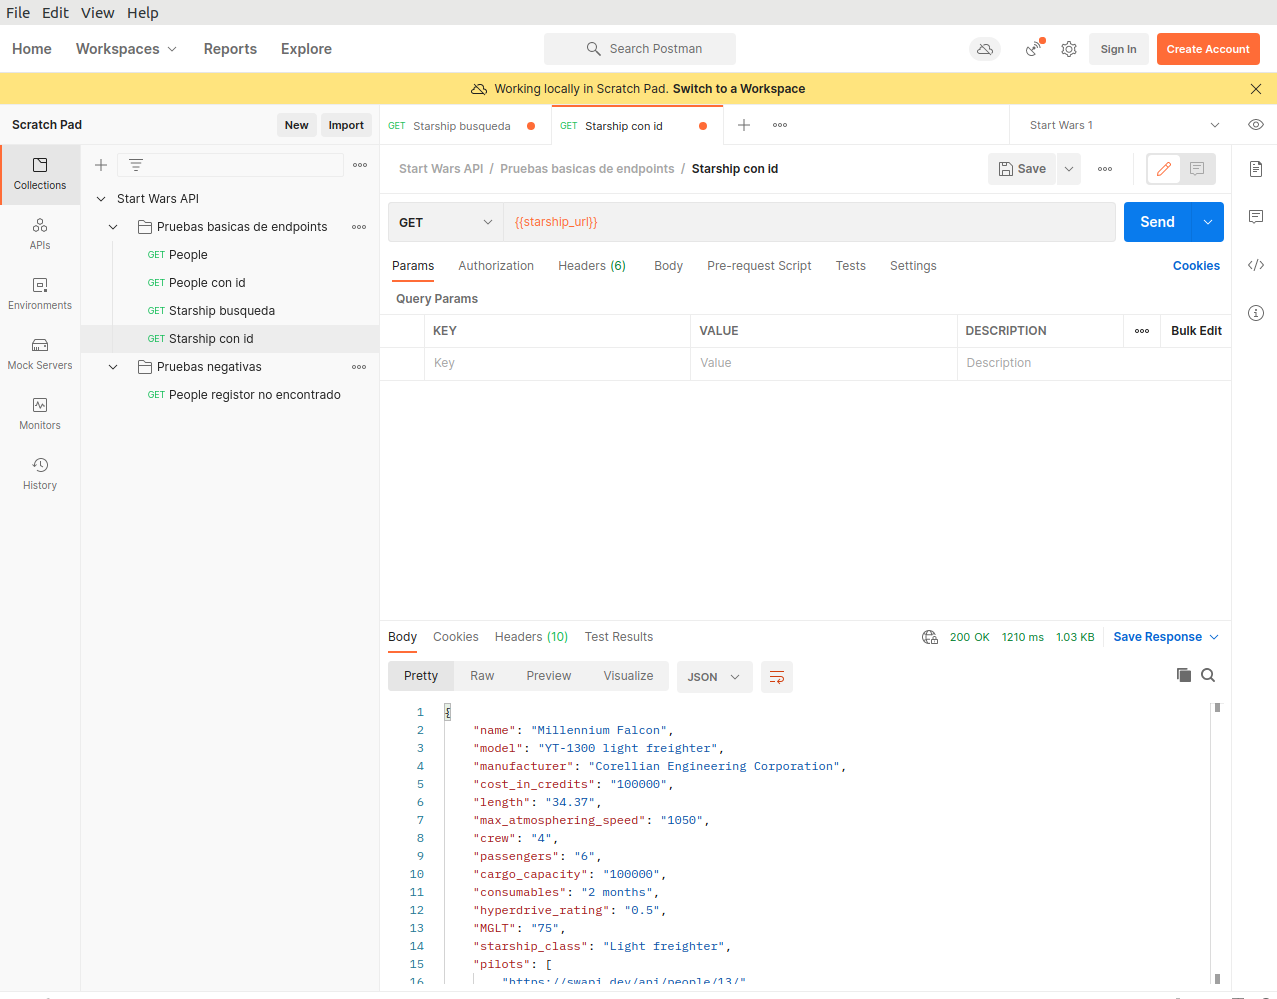 File Edit View Help
Home Workspaces Reports Explore Search Postman Sign In Create Account
Working locally in Scratch Pad. Switch to a Workspace
Scratch Pad New Import
GET Starship busqueda GET Starship con id Start Wars 1
Collections
APIs
Environments
Mock Servers
Monitors
History
Start Wars API
Pruebas basicas de endpoints
GET People
GET People con id
GET Starship busqueda
GET Starship con id
Pruebas negativas
GET People registor no encontrado
Start Wars API / Pruebas basicas de endpoints / Starship con id Save
GET {{starship_url}} Send
Params Authorization Headers (6) Body Pre-request Script Tests Settings Cookies
Query Params
KEY VALUE DESCRIPTION Bulk Edit
Key Value Description
Body Cookies Headers (10) Test Results 200 OK 1210 ms 1.03 KB Save Response
Pretty Raw Preview Visualize JSON
1 {
2 "name": "Millennium Falcon",
3 "model": "YT-1300 light freighter",
4 "manufacturer": "Corellian Engineering Corporation",
5 "cost_in_credits": "100000",
6 "length": "34.37",
7 "max_atmosphering_speed": "1050",
8 "crew": "4",
9 "passengers": "6",
10 "cargo_capacity": "100000",
11 "consumables": "2 months",
12 "hyperdrive_rating": "0.5",
13 "MGLT": "75",
14 "starship_class": "Light freighter",
15 "pilots": [
16 "https://swapi.dev/api/people/13/"